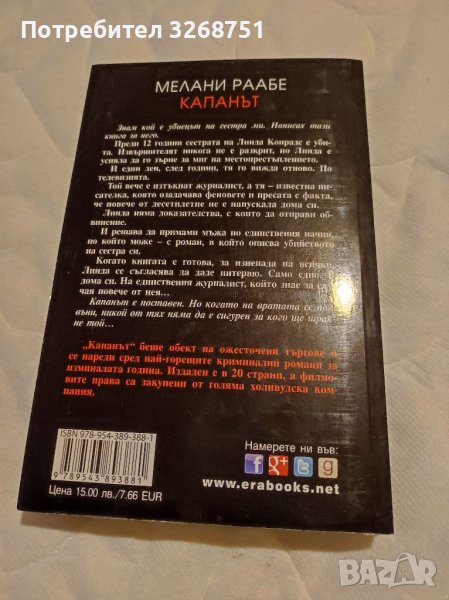 Потребител 3268751
МЕЛАНИ РААБЕ
КАПАНЪТ
Знам кой е убиецът на сестра ми. Написах тази
книга за него.
Преди 12 години сестрата на Линда Конрадс е уби-
та. Извършителят никога не е разкрит, но Линда е
успяла да го зърне за миг на местопрестъплението.
И един ден, след години, тя го вижда отново. По
телевизията.
Той вече е изтъкнат журналист, а тя – известна пи-
сателка, която озадачава феновете и пресата с факта,
че повече от десетилетие не е напускала дома си.
Линда няма доказателства, с които да отправи об-
винение.
И решава да примами мъжа по единствения начин,
по който може – с роман, в който описва убийството
на сестра си.
Когато книгата е готова, за изненада на всички
Линда се съгласява да даде интервю. Само едно,
дома си. На единствения журналист, който знае за
чая повече от нея...
Капанът е поставен. Но когато на вратата се
никой от тях няма да е сигурен за кого ще
не той...
„Капанът“ беше обект на ожесточени търгове и
се нареди сред най-горещите криминални романи за
изминалата година. Издаден е в 20 страни, а филмо-
вите права са закупени от голяма холивудска ком-
пания.
ISBN 978-954-389-388-1
9 789543 893881
Цена 15.00 лв./7.66 EUR
Намерете ни във:
f g+ t g
www.erabooks.net
BAZAR